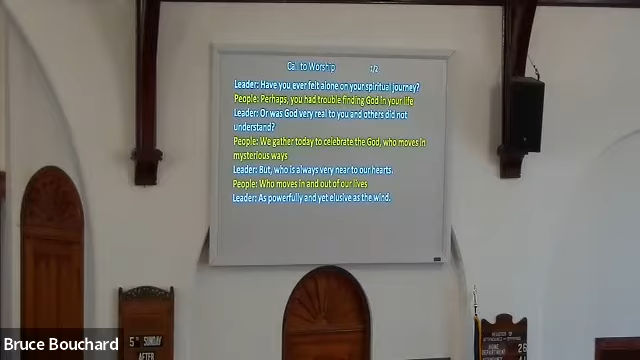 Call to Worship 1/2
Leader: Have you ever felt alone on your spiritual journey?
People: Perhaps, you had trouble finding God in your life
Leader: Or was God very real to you and others did not
understand?
People: We gather today to celebrate the God, who moves in
mysterious ways
Leader: But, who is always very near to our hearts.
People: Who moves in and out of our lives
Leader: As powerfully and yet elusive as the wind.
5th SUNDAY
AFTER
HOME
DEPARTMENT 26
Bruce Bouchard